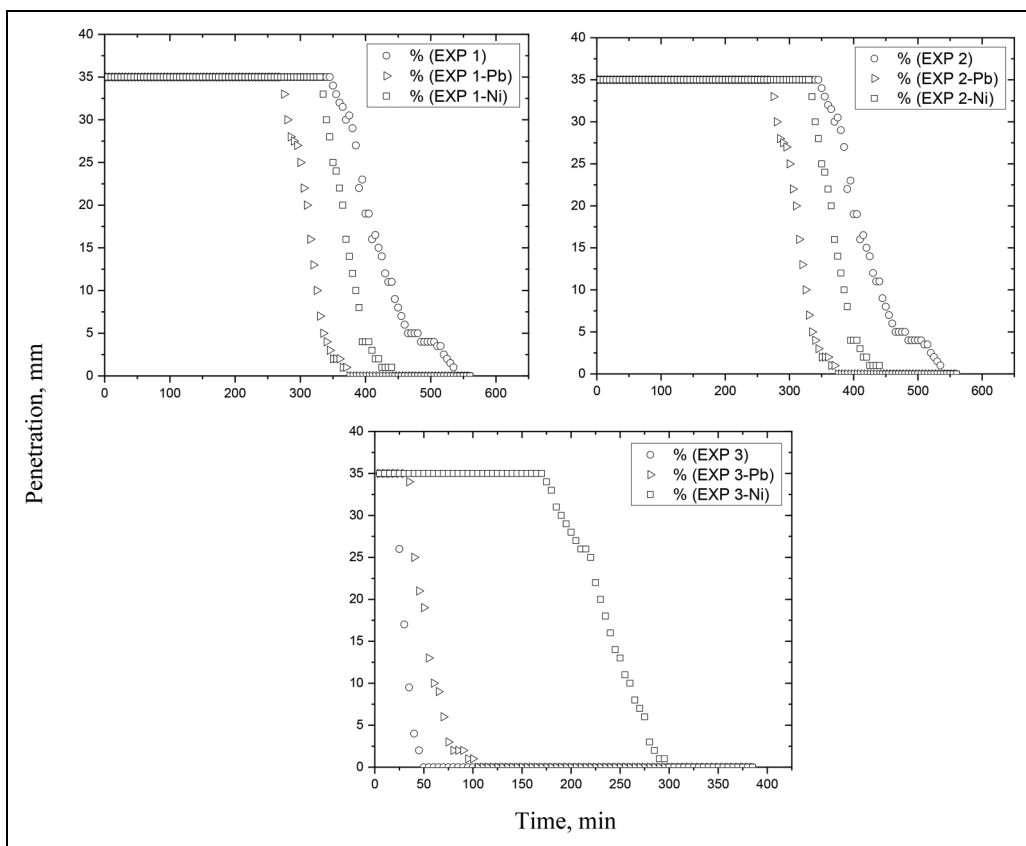 40
35
30
25
20
15
10
5
0
% (EXP 1)
% (EXP 1-Pb)
% (EXP 1-Ni)
0 100 200 300 400 500 600
40
35
30
25
20
15
10
5
0
% (EXP 2)
% (EXP 2-Pb)
% (EXP 2-Ni)
0 100 200 300 400 500 600
Penetration, mm
40
35
30
25
20
15
10
5
0
% (EXP 3)
% (EXP 3-Pb)
% (EXP 3-Ni)
0 50 100 150 200 250 300 350 400
Time, min